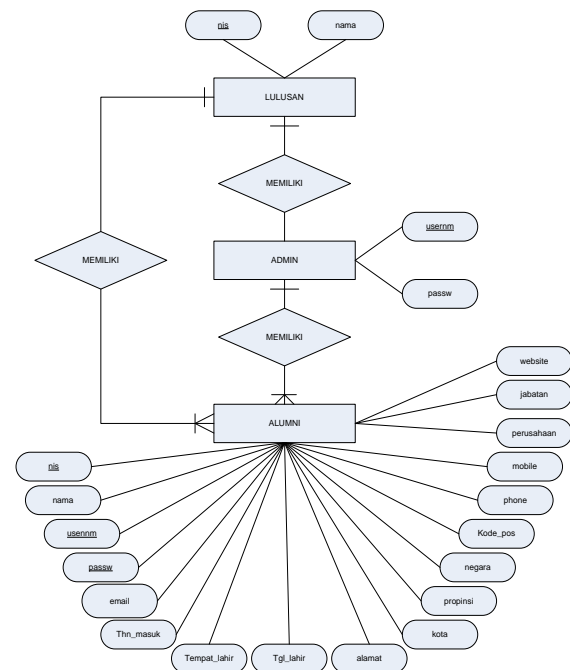 nis
nama
LULUSAN
MEMILIKI
MEMILIKI
ADMIN
usernm
passw
MEMILIKI
ALUMNI
website
jabatan
perusahaan
mobile
phone
Kode_pos
negara
propinsi
kota
alamat
Tgl_lahir
Tempat_lahir
Thn_masuk
email
passw
usennm
nama
nis